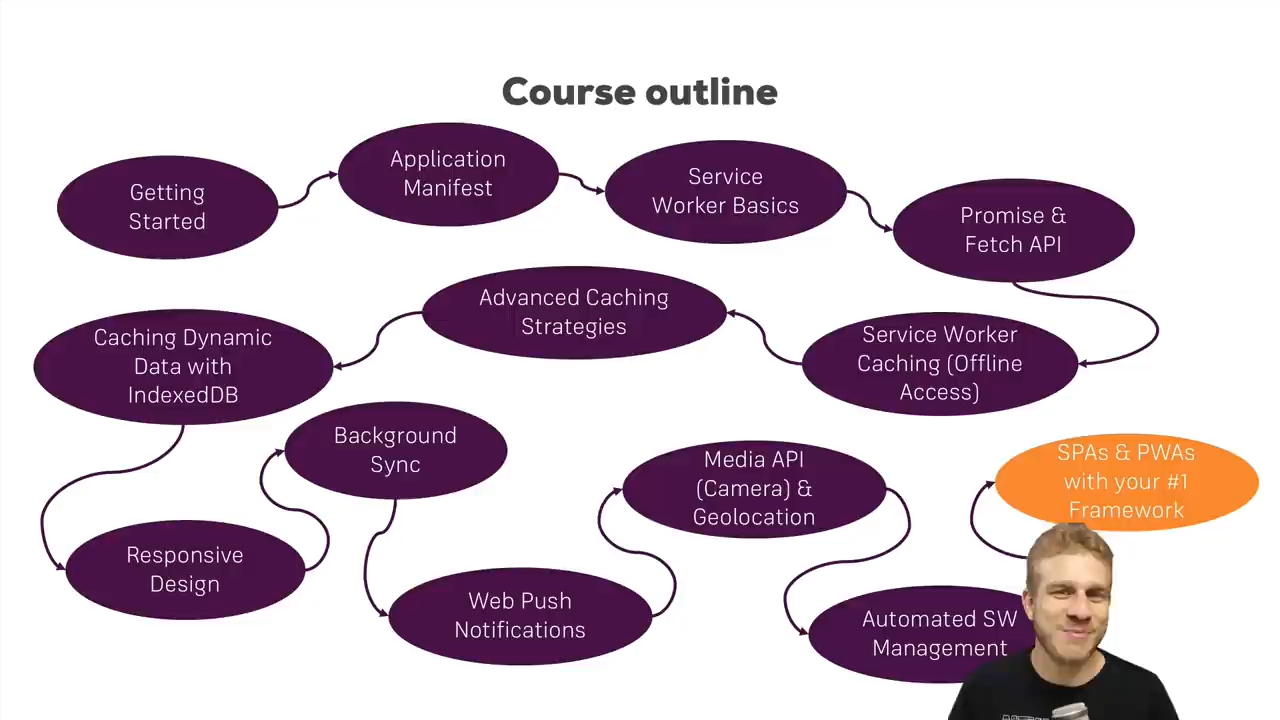 Course outline
Getting
Started
Application
Manifest
Service
Worker Basics
Promise &
Fetch API
Service Worker
Caching (Offline
Access)
Advanced Caching
Strategies
Caching Dynamic
Data with
IndexedDB
Responsive
Design
Background
Sync
Web Push
Notifications
Media API
(Camera) &
Geolocation
Automated SW
Management
SPAs & PWAs
with your #1
Framework